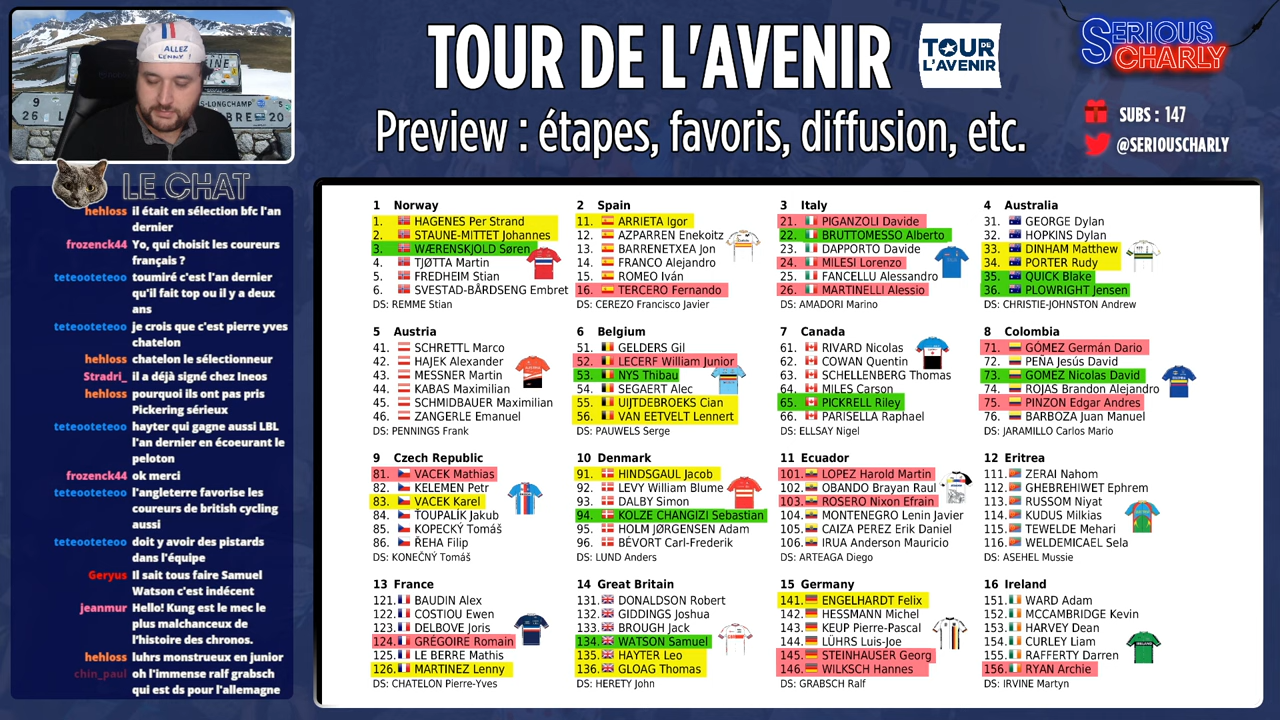 TOUR DE L'AVENIR
TOUR DE L'AVENIR
SERIOUS CHARLY
Preview : étapes, favoris, diffusion, etc.
SUBS : 147
@SERIOUSCHARLY
ALLEZ
LENNY !
LE CHAT
hehloss il était en sélection bfc l'an
dernier
frozenck44 Yo, qui choisit les coureurs
français ?
teteooteteoo toumiré c'est l'an dernier
qu'il fait top ou il y a deux
ans
teteooteteoo je crois que c'est pierre yves
chatelon
hehloss chatelon le sélectionneur
Stradri_ il a déjà signé chez Ineos
hehloss pourquoi ils ont pas pris
Pickering sérieux
teteooteteoo hayter qui gagne aussi LBL
l'an dernier en écoeurant le
peloton
frozenck44 ok merci
teteooteteoo l'angleterre favorise les
coureurs de british cycling
aussi
teteooteteoo doit y avoir des pistards
dans l'équipe
Geryus Il sait tous faire Samuel
Watson c'est indécent
jeanmur Hello! Kung est le mec le
plus malchanceux de
l'histoire des chronos.
hehloss luhrs monstrueux en junior
chin_paul oh l'immense ralf grabsch
qui est ds pour l'allemagne
1 Norway
1. HAGENES Per Strand
2. STAUNE-MITTET Johannes
3. WÆRENSKJOLD Søren
4. TJØTTA Martin
5. FREDHEIM Stian
6. SVESTAD-BÅRDSENG Embret
DS: REMME Stian
2 Spain
11. ARRIETA Igor
12. AZPARREN Enekoitz
13. BARRENETXEA Jon
14. FRANCO Alejandro
15. ROMEO Iván
16. TERCERO Fernando
DS: CEREZO Francisco Javier
3 Italy
21. PIGANZOLI Davide
22. BRUTTOMESSO Alberto
23. DAPPORTO Davide
24. MILESI Lorenzo
25. FANCELLU Alessandro
26. MARTINELLI Alessio
DS: AMADORI Marino
4 Australia
31. GEORGE Dylan
32. HOPKINS Dylan
33. DINHAM Matthew
34. PORTER Rudy
35. QUICK Blake
36. PLOWRIGHT Jensen
DS: CHRISTIE-JOHNSTON Andrew
5 Austria
41. SCHRETTL Marco
42. HAJEK Alexander
43. MESSNER Martin
44. KABAS Maximilian
45. SCHMIDBAUER Maximilian
46. ZANGERLE Emanuel
DS: PENNINGS Frank
6 Belgium
51. GELDERS Gil
52. LECERF William Junior
53. NYS Thibau
54. SEGAERT Alec
55. UIJTDEBROEKS Cian
56. VAN EETVELT Lennert
DS: PAUWELS Serge
7 Canada
61. RIVARD Nicolas
62. COWAN Quentin
63. SCHELLENBERG Thomas
64. MILES Carson
65. PICKRELL Riley
66. PARISELLA Raphael
DS: ELLSAY Nigel
8 Colombia
71. GÓMEZ Germán Dario
72. PEÑA Jesús David
73. GÓMEZ Nicolas David
74. ROJAS Brandon Alejandro
75. PINZON Edgar Andres
76. BARBOZA Juan Manuel
DS: JARAMILLO Carlos Mario
9 Czech Republic
81. VACEK Mathias
82. KELEMEN Petr
83. VACEK Karel
84. ŤOUPALÍK Jakub
85. KOPECKÝ Tomáš
86. ŘEHA Filip
DS: KONEČNÝ Tomáš
10 Denmark
91. HINDSGAUL Jacob
92. LEVY William Blume
93. DALBY Simon
94. KOLZE CHANGIZI Sebastian
95. HOLM JØRGENSEN Adam
96. BÉVORT Carl-Frederik
DS: LUND Anders
11 Ecuador
101. LOPEZ Harold Martin
102. OBANDO Brayan Raul
103. ROSERO Nixon Efrain
104. MONTENEGRO Lenin Javier
105. CAIZA PEREZ Erik Daniel
106. IRUA Anderson Mauricio
DS: ARTEAGA Diego
12 Eritrea
111. ZERAI Nahom
112. GHEBREHIWET Ephrem
113. RUSSOM Niyat
114. KUDUS Milkias
115. TEWELDE Mehari
116. WELDEMICAEL Sela
DS: ASEHEL Mussie
13 France
121. BAUDIN Alex
122. COSTIOU Ewen
123. DELBOVE Joris
124. GRÉGOIRE Romain
125. LE BERRE Mathis
126. MARTINEZ Lenny
DS: CHATELON Pierre-Yves
14 Great Britain
131. DONALDSON Robert
132. GIDDINGS Joshua
133. BROUGH Jack
134. WATSON Samuel
135. HAYTER Leo
136. GLOAG Thomas
DS: HERETY John
15 Germany
141. ENGELHARDT Felix
142. HESSMANN Michel
143. KEUP Pierre-Pascal
144. LÜHRS Luis-Joe
145. STEINHAUSER Georg
146. WILKSCH Hannes
DS: GRABSCH Ralf
16 Ireland
151. WARD Adam
152. MCCAMBRIDGE Kevin
153. HARVEY Dean
154. CURLEY Liam
155. RAFFERTY Darren
156. RYAN Archie
DS: IRVINE Martyn